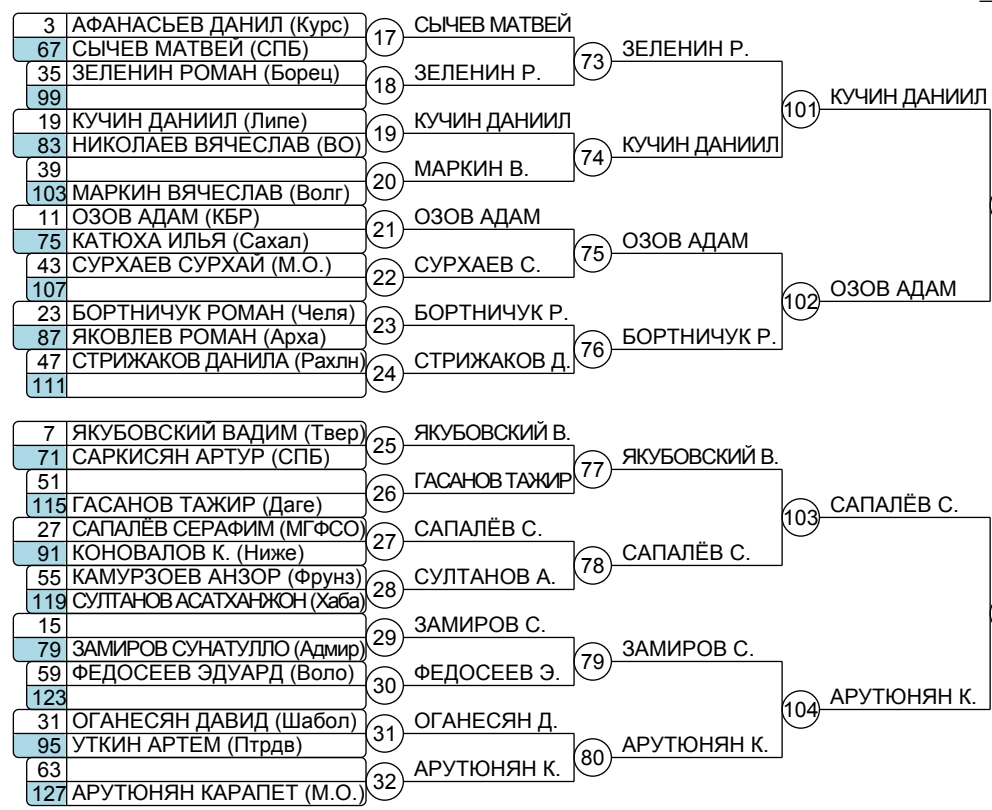 3 АФАНАСЬЕВ ДАНИЛ (Курс) 17 СЫЧЕВ МАТВЕЙ
67 СЫЧЕВ МАТВЕЙ (СПБ) 73 ЗЕЛЕНИН Р.
35 ЗЕЛЕНИН РОМАН (Борец) 18 ЗЕЛЕНИН Р.
99 101 КУЧИН ДАНИИЛ
19 КУЧИН ДАНИИЛ (Липе) 19 КУЧИН ДАНИИЛ
83 НИКОЛАЕВ ВЯЧЕСЛАВ (ВО) 74 КУЧИН ДАНИИЛ
39 20 МАРКИН В.
103 МАРКИН ВЯЧЕСЛАВ (Волг)
11 ОЗОВ АДАМ (КБР) 21 ОЗОВ АДАМ
75 КАТЮХА ИЛЬЯ (Сахал) 75 ОЗОВ АДАМ
43 СУРХАЕВ СУРХАЙ (М.О.) 22 СУРХАЕВ С.
107 102 ОЗОВ АДАМ
23 БОРТНИЧУК РОМАН (Челя) 23 БОРТНИЧУК Р.
87 ЯКОВЛЕВ РОМАН (Арха) 76 БОРТНИЧУК Р.
47 СТРИЖАКОВ ДАНИЛА (Рахлн) 24 СТРИЖАКОВ Д.
111
7 ЯКУБОВСКИЙ ВАДИМ (Твер) 25 ЯКУБОВСКИЙ В.
71 САРКИСЯН АРТУР (СПБ) 77 ЯКУБОВСКИЙ В.
51 26 ГАСАНОВ ТАЖИР
115 ГАСАНОВ ТАЖИР (Даге) 103 САПАЛЁВ С.
27 САПАЛЁВ СЕРАФИМ (МГФСО) 27 САПАЛЁВ С.
91 КОНОВАЛОВ К. (Ниже) 78 САПАЛЁВ С.
55 КАМУРЗОЕВ АНЗОР (Фрунз) 28 СУЛТАНОВ А.
119 СУЛТАНОВ АСАТХАНЖОН (Хаба)
15 29 ЗАМИРОВ С.
79 ЗАМИРОВ СУНАТУЛЛО (Адмир) 79 ЗАМИРОВ С.
59 ФЕДОСЕЕВ ЭДУАРД (Воло) 30 ФЕДОСЕЕВ Э.
123 104 АРУТЮНЯН К.
31 ОГАНЕСЯН ДАВИД (Шабол) 31 ОГАНЕСЯН Д.
95 УТКИН АРТЕМ (Птрдв) 80 АРУТЮНЯН К.
63 32 АРУТЮНЯН К.
127 АРУТЮНЯН КАРАПЕТ (М.О.)